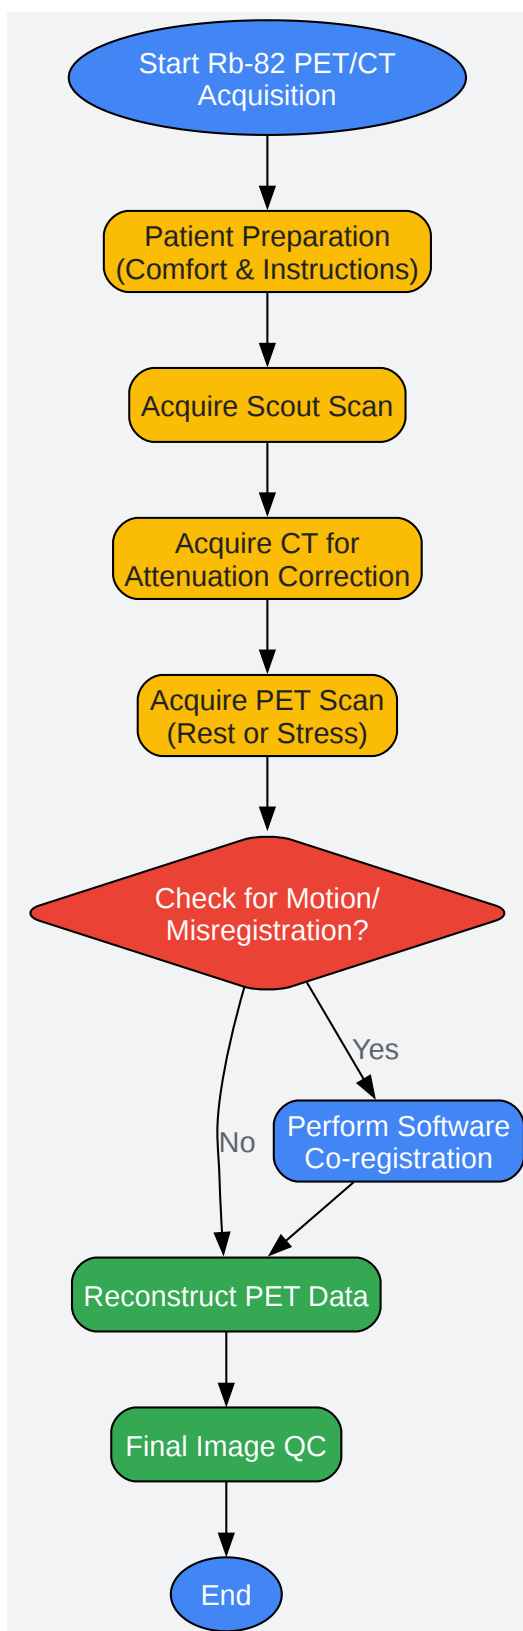 Start Rb-82 PET/CT
Acquisition
Patient Preparation
(Comfort & Instructions)
Acquire Scout Scan
Acquire CT for
Attenuation Correction
Acquire PET Scan
(Rest or Stress)
Check for Motion/
Misregistration?
Yes
Perform Software
Co-registration
No
Reconstruct PET Data
Final Image QC
End